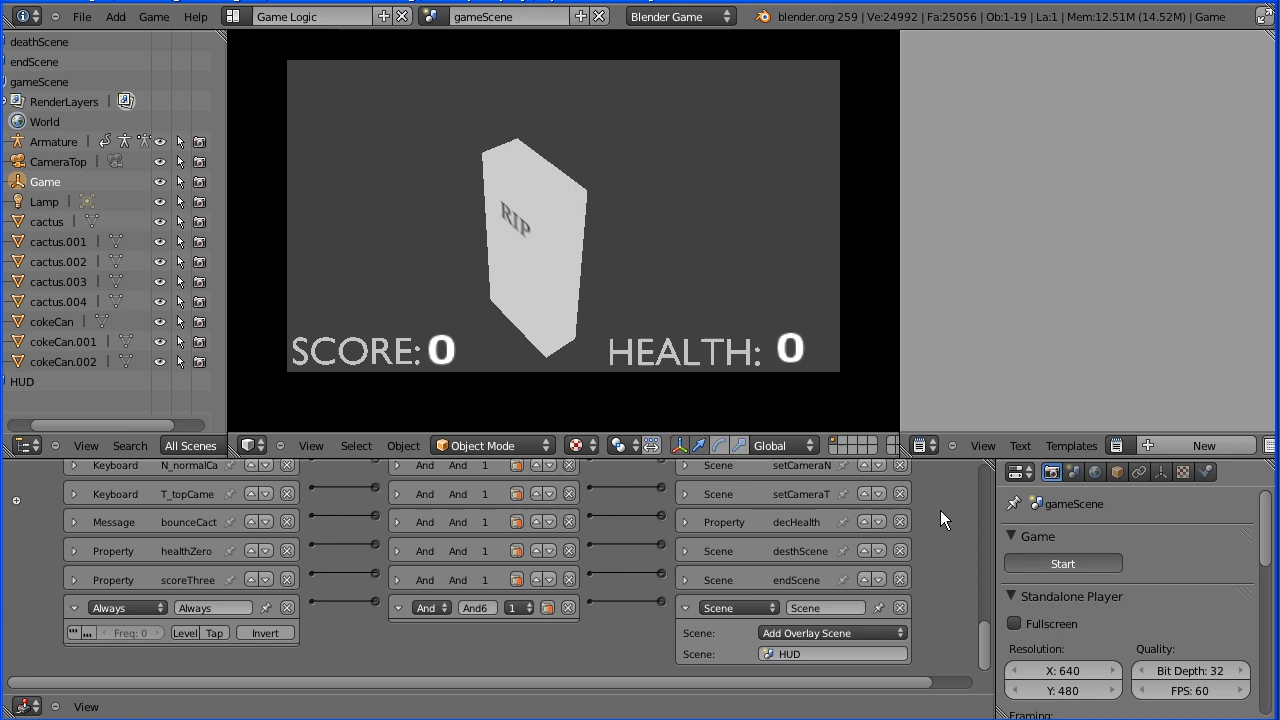 File Add Game Help Game Logic gameScene Blender Game blender.org 259 | Ve:24992 | Fa:25056 | Ob:1-19 | La:1 | Mem:12.51M (14.52M) | Game
deathScene
endScene
gameScene
RenderLayers |
World
Armature |
CameraTop |
Game
Lamp |
cactus |
cactus.001 |
cactus.002 |
cactus.003 |
cactus.004 |
cokeCan |
cokeCan.001 |
cokeCan.002 |
HUD
RIP
SCORE: 0 HEALTH: 0
View Search All Scenes
View Select Object Object Mode Global
View Text Templates New
Keyboard N_normalCa And And 1 Scene setCameraN
Keyboard T_topCame And And 1 Scene setCameraT
Message bounceCact And And 1 Property decHealth
Property healthZero And And 1 Scene desthScene
Property scoreThree And And 1 Scene endScene
Always Always And And6 1 Scene Scene
Freq: 0 Level Tap Invert
Scene: Add Overlay Scene
Scene: HUD
View
gameScene
Game
Start
Standalone Player
Fullscreen
Resolution: Quality:
X: 640 Bit Depth: 32
Y: 480 FPS: 60
Framing: